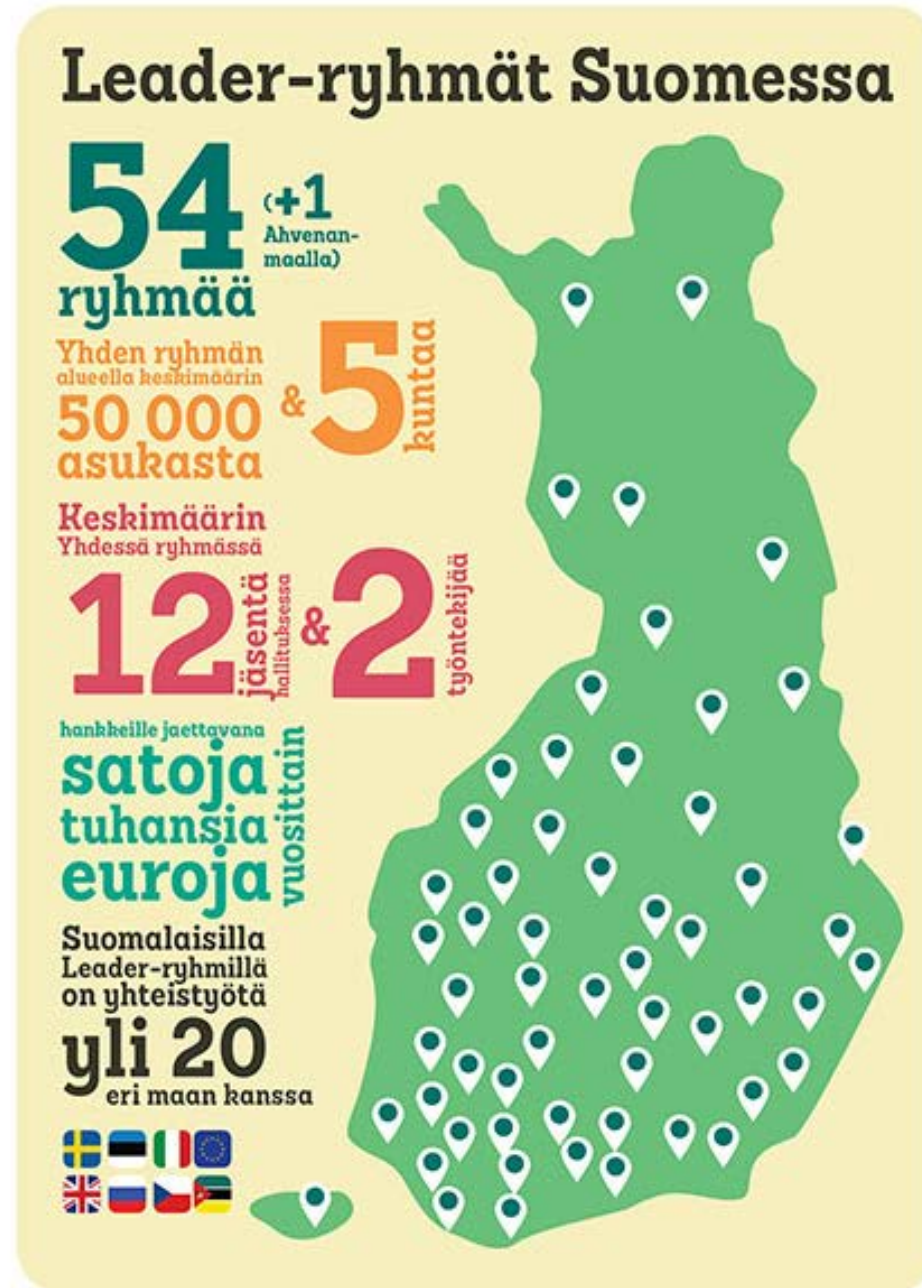 Leader-ryhmät Suomessa
54
(+1
Ahvenan-
maalla)
ryhmää
Yhden ryhmän
alueella keskimäärin
50 000
asukasta
&
5
kuntaa
Keskimäärin
Yhdessä ryhmässä
12
jäsentä
hallituksessa
&
2
työntekijää
hankkeille jaettavana
satoja
tuhansia
euroja
vuosittain
Suomalaisilla
Leader-ryhmillä
on yhteistyötä
yli 20
eri maan kanssa